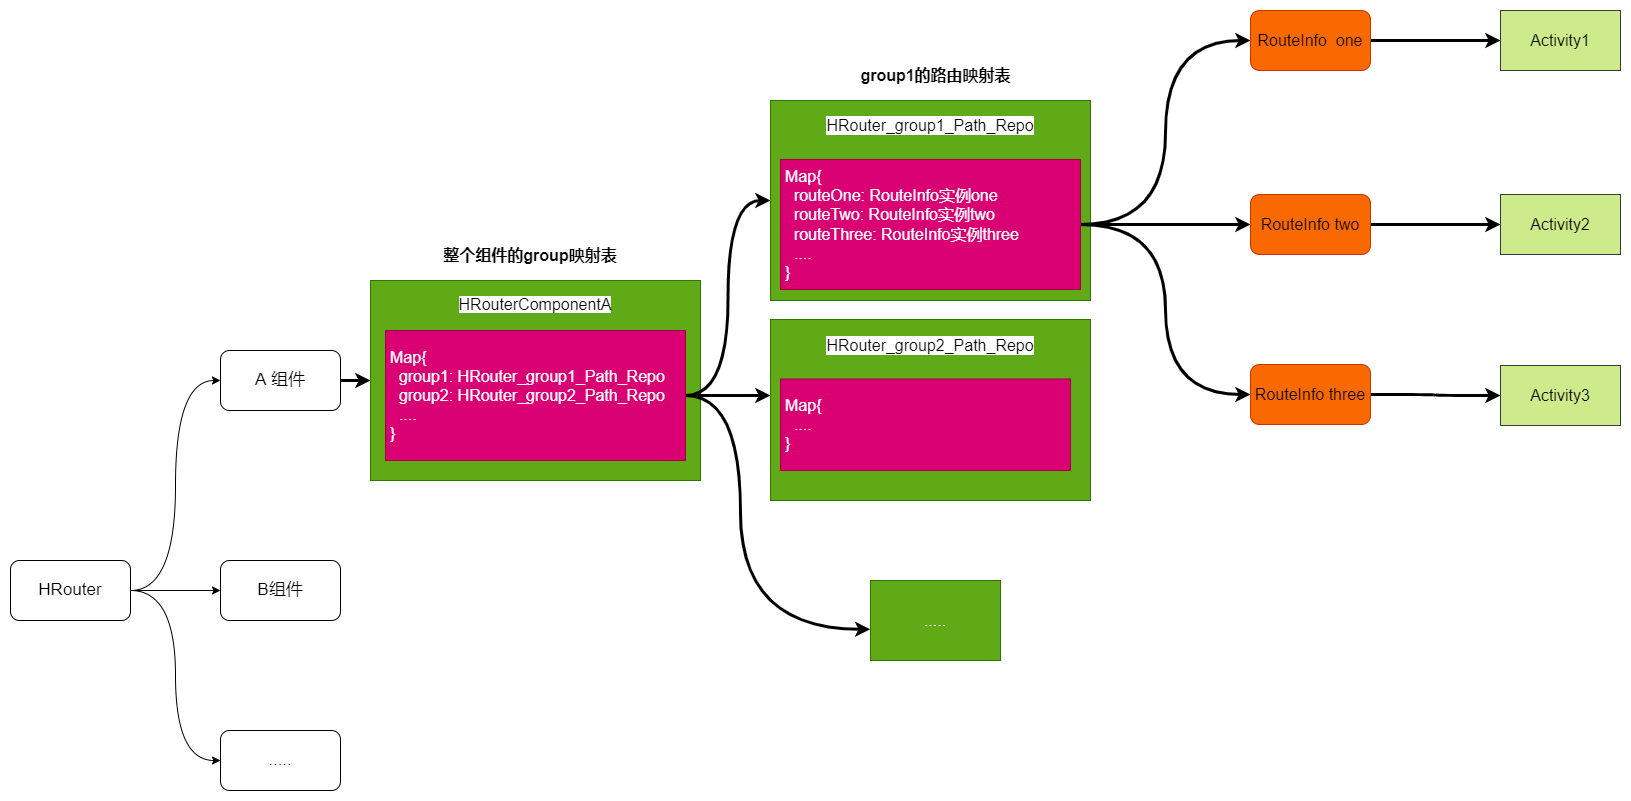 HRouter
A 组件
B组件
.....
整个组件的group映射表
HRouterComponentA
Map{
group1: HRouter_group1_Path_Repo
group2: HRouter_group2_Path_Repo
....
}
group1的路由映射表
HRouter_group1_Path_Repo
Map{
routeOne: RouteInfo实例one
routeTwo: RouteInfo实例two
routeThree: RouteInfo实例three
....
}
HRouter_group2_Path_Repo
Map{
....
}
.....
RouteInfo one
RouteInfo two
RouteInfo three
Activity1
Activity2
Activity3